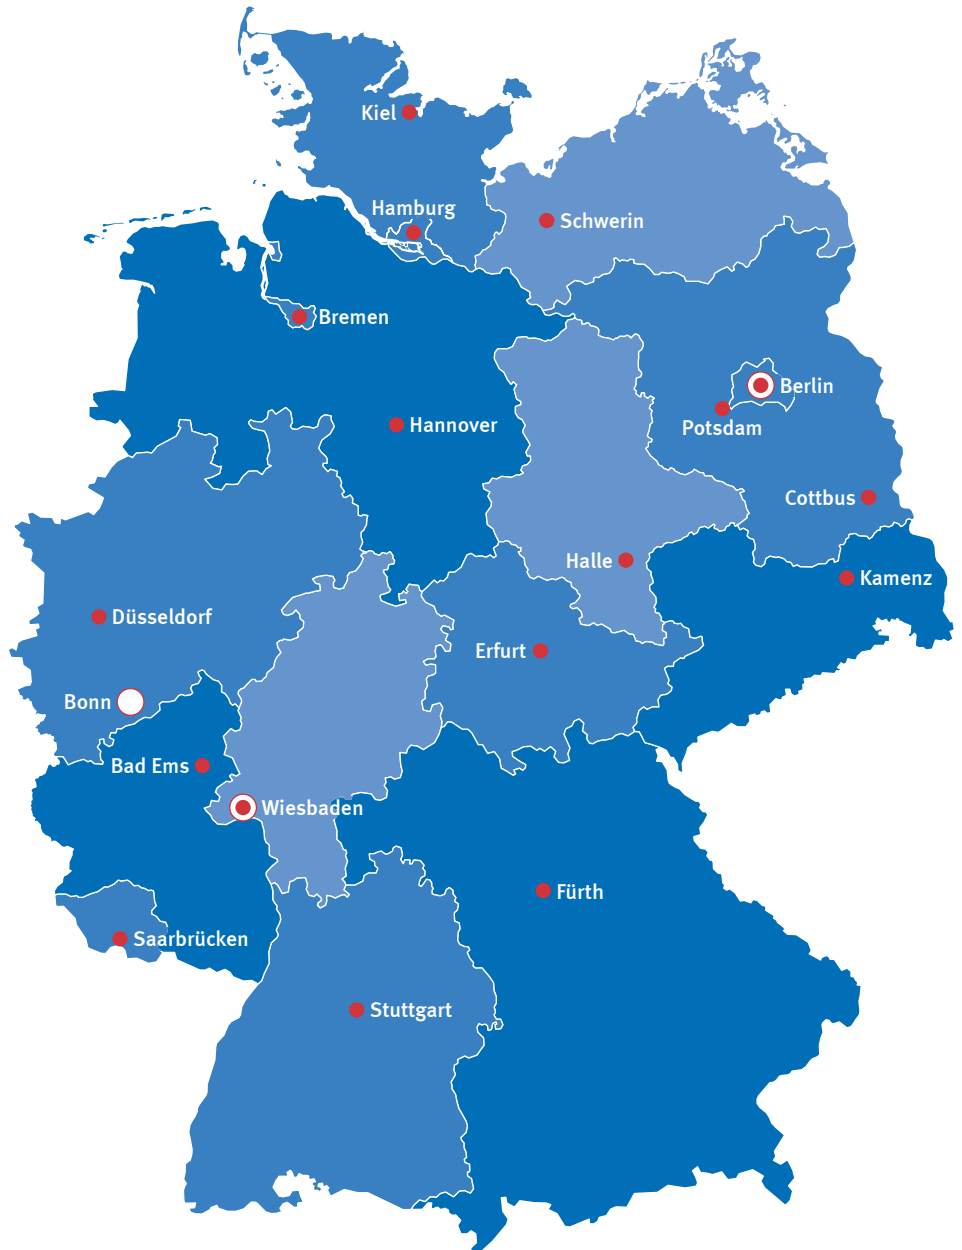 Kiel
Hamburg
Schwerin
Bremen
Berlin
Hannover
Potsdam
Cottbus
Halle
Kamenz
Düsseldorf
Erfurt
Bonn
Bad Ems
Wiesbaden
Fürth
Saarbrücken
Stuttgart